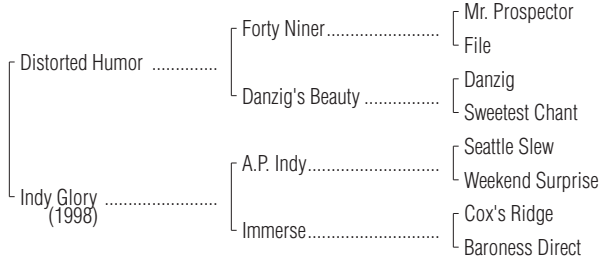 Mr. Prospector
Forty Niner......................
File
Distorted Humor ..............
Danzig
Danzig's Beauty ...............
Sweetest Chant
Seattle Slew
A.P. Indy..........................
Weekend Surprise
Indy Glory .......................
(1998)
Cox's Ridge
Immerse..........................
Baroness Direct